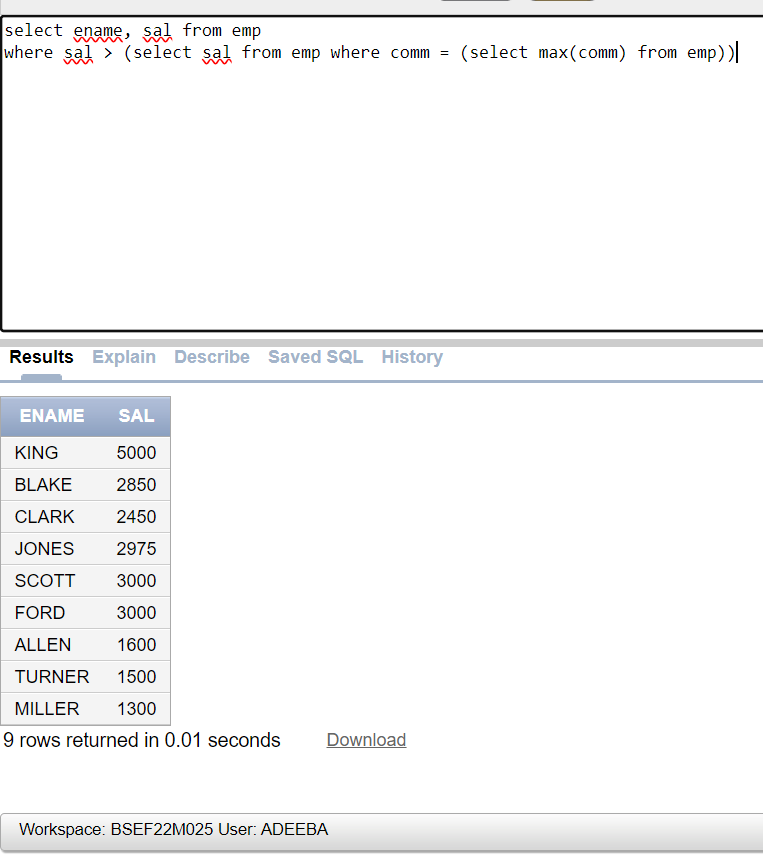 select ename, sal from emp
where sal > (select sal from emp where comm = (select max(comm) from emp))
Results Explain Describe Saved SQL History
ENAME SAL
KING 5000
BLAKE 2850
CLARK 2450
JONES 2975
SCOTT 3000
FORD 3000
ALLEN 1600
TURNER 1500
MILLER 1300
9 rows returned in 0.01 seconds Download
Workspace: BSEF22M025 User: ADEEBA